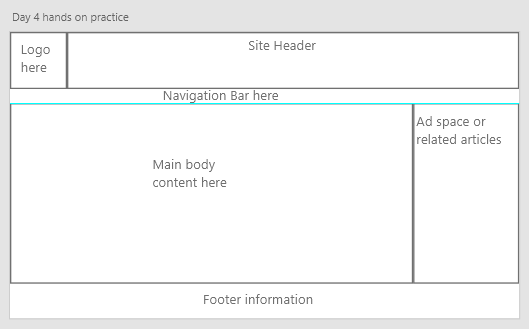 Day 4 hands on practice
Logo
here
Site Header
Navigation Bar here
Main body
content here
Ad space or
related articles
Footer information